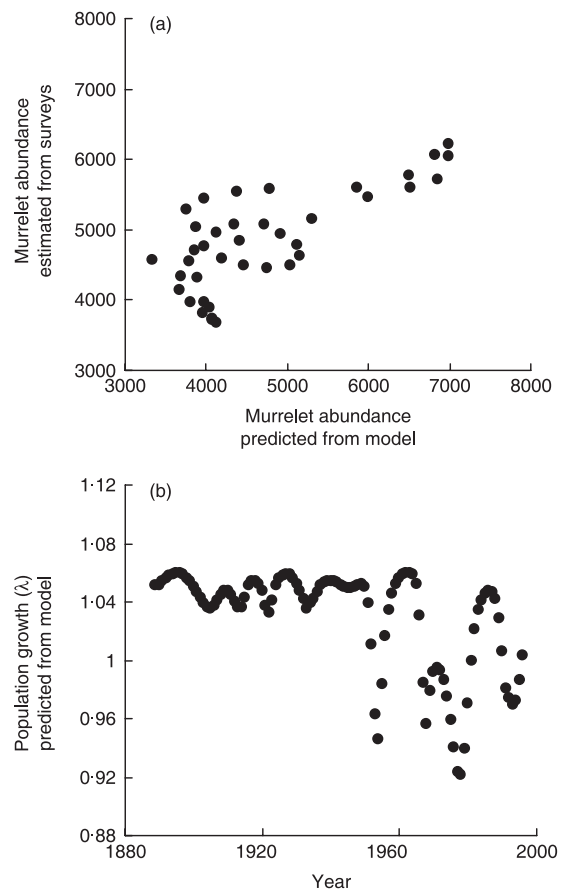 (a)
8000
7000
6000
5000
4000
3000
Murrelet abundance
estimated from surveys
3000 4000 5000 6000 7000 8000
Murrelet abundance
predicted from model
(b)
1·12
1·08
1·04
1
0·96
0·92
0·88
Population growth (λ)
predicted from model
1880 1920 1960 2000
Year